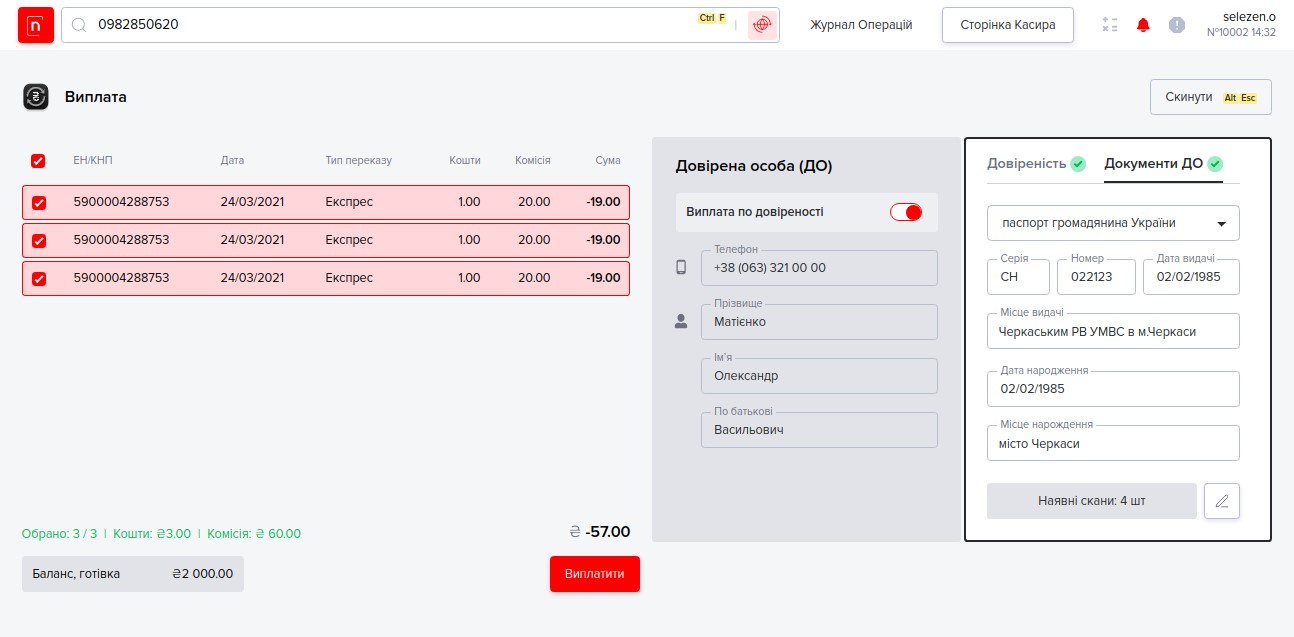 n
0982850620
Ctrl F
Журнал Операцій
Сторінка Касира
selezen.o
№10002 14:32
Виплата
Скинути Alt Esc
ЕН/КНП Дата Тип переказу Кошти Комісія Сума
5900004288753 24/03/2021 Експрес 1.00 20.00 -19.00
5900004288753 24/03/2021 Експрес 1.00 20.00 -19.00
5900004288753 24/03/2021 Експрес 1.00 20.00 -19.00
Обрано: 3 / 3 | Кошти: ₴3.00 | Комісія: ₴ 60.00
₴ -57.00
Баланс, готівка ₴2 000.00
Виплатити
Довірена особа (ДО)
Виплата по довіреності
Телефон
+38 (063) 321 00 00
Прізвище
Матієнко
Ім'я
Олександр
По батькові
Васильович
Довіреність
Документи ДО
паспорт громадянина України
Серія Номер Дата видачі
СН 022123 02/02/1985
Місце видачі
Черкаським РВ УМВС в м.Черкаси
Дата народження
02/02/1985
Місце нарождення
місто Черкаси
Наявні скани: 4 шт